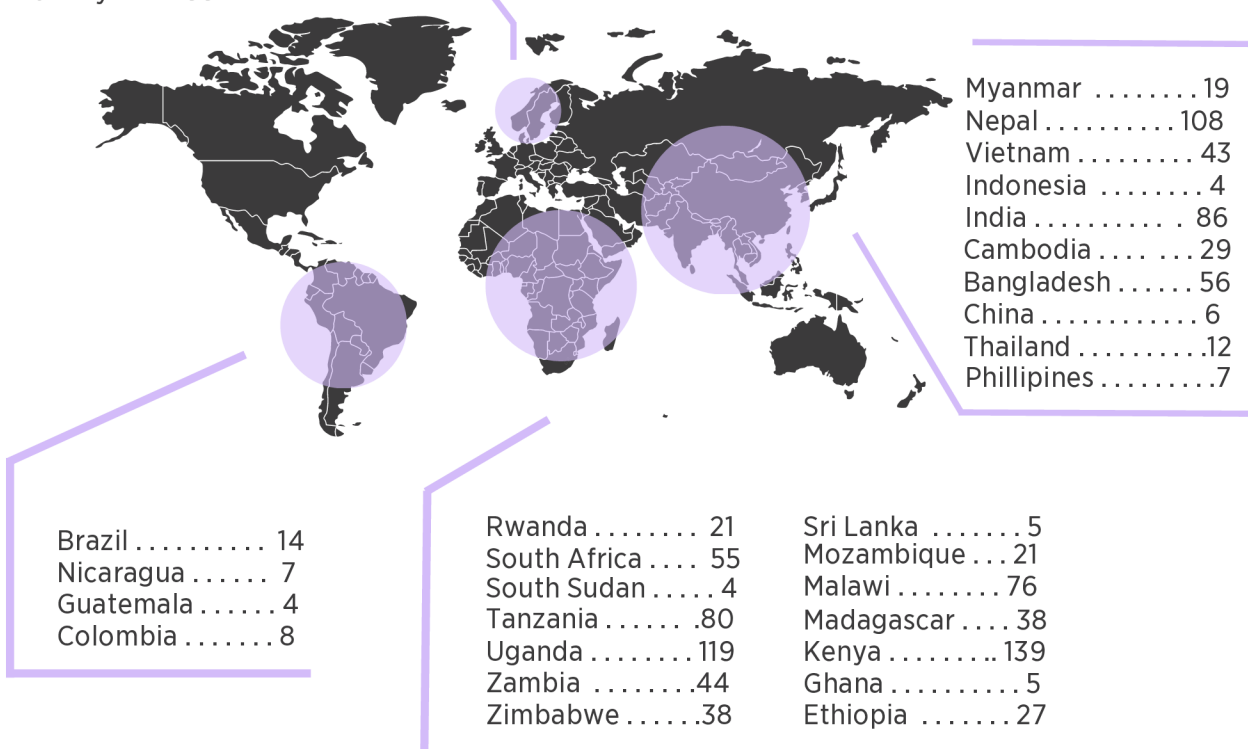 Myanmar ........19
Nepal..........108
Vietnam.........43
Indonesia ........4
India........... 86
Cambodia.......29
Bangladesh......56
China............6
Thailand.........12
Phillipines.........7
Brazil.......... 14
Nicaragua...... 7
Guatemala......4
Colombia.......8
Rwanda........ 21
South Africa.... 55
South Sudan.....4
Tanzania.......80
Uganda........119
Zambia .......44
Zimbabwe......38
Sri Lanka .......5
Mozambique...21
Malawi........76
Madagascar....38
Kenya.........139
Ghana..........5
Ethiopia .......27